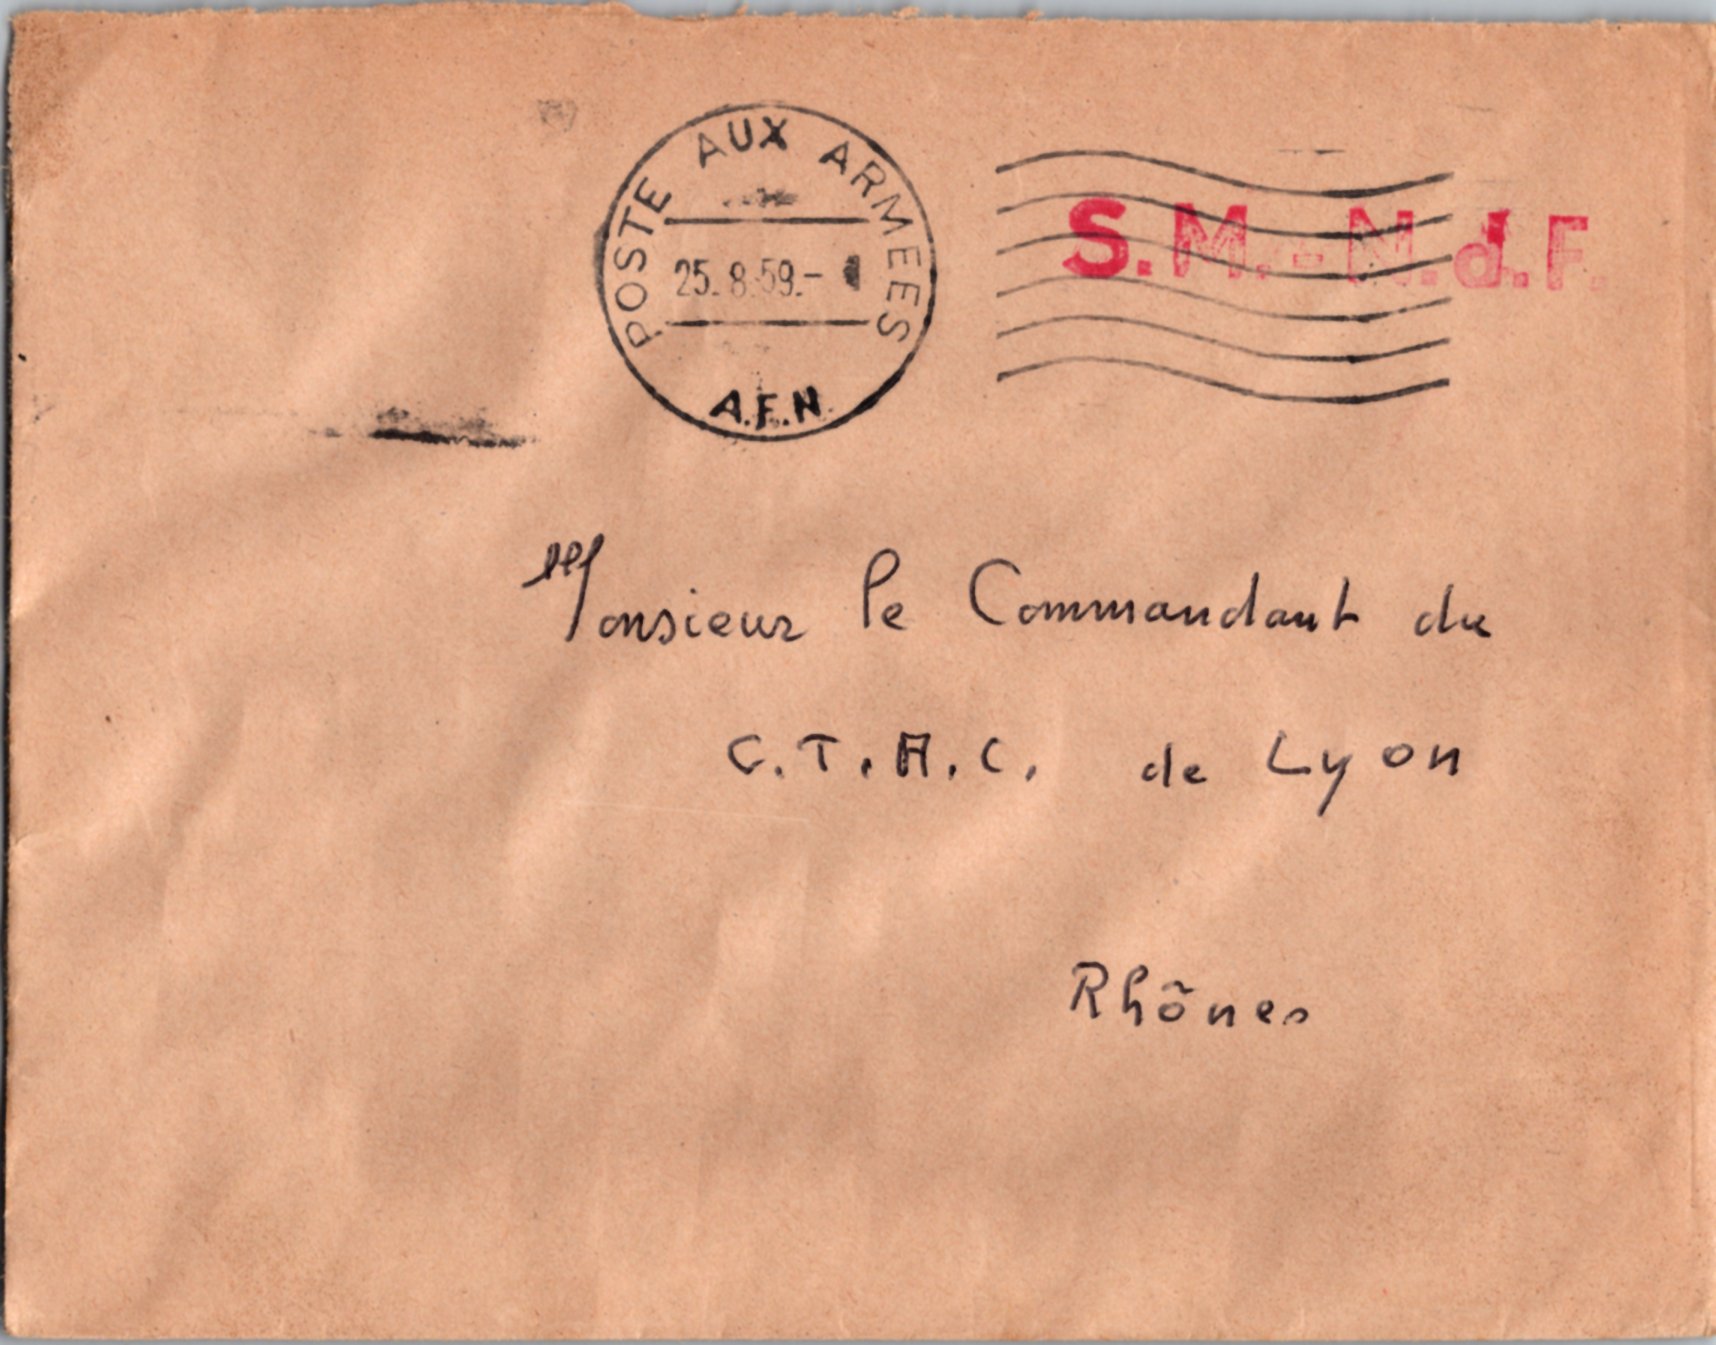 POSTE AUX ARMEES
25.8.59.-
A.F.N.
S.M.-N.d.F.
Monsieur le Commandant du
C.T.A.C. de Lyon
Rhônes